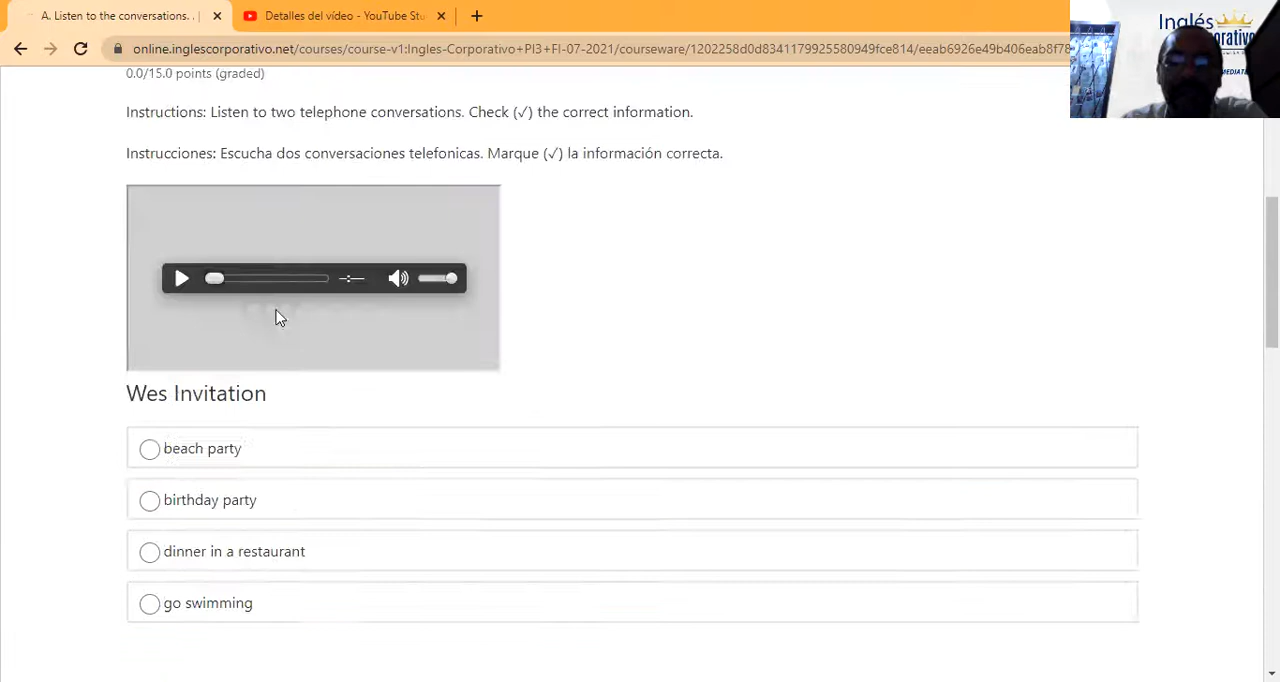 A. Listen to the conversations.
Detalles del vídeo - YouTube Stu
online.inglescorporativo.net/courses/course-v1:Ingles-Corporativo+PI3+FI-07-2021/courseware/1202258d0d8341179925580949fce814/eeab6926e49b406eab8f78
Inglés
0.0/15.0 points (graded)
Instructions: Listen to two telephone conversations. Check (✓) the correct information.
Instrucciones: Escucha dos conversaciones telefonicas. Marque (✓) la información correcta.
-:-
Wes Invitation
beach party
birthday party
dinner in a restaurant
go swimming